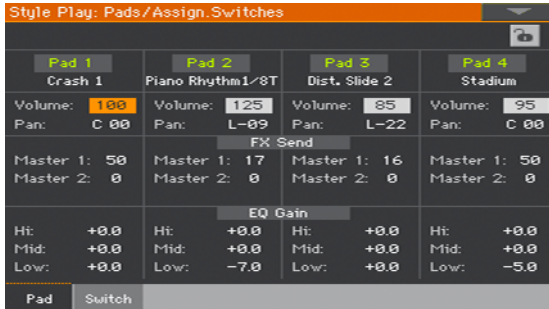 Style Play: Pads/Assign.Switches
Pad 1 Pad 2 Pad 3 Pad 4
Crash 1 Piano Rhythm1/8T Dist. Slide 2 Stadium
Volume: 100 Volume: 125 Volume: 85 Volume: 95
Pan: C 00 Pan: L-09 Pan: L-22 Pan: C 00
FX Send
Master 1: 50 Master 1: 17 Master 1: 16 Master 1: 50
Master 2: 0 Master 2: 0 Master 2: 0 Master 2: 0
EQ Gain
Hi: +0.0 Hi: +0.0 Hi: +0.0 Hi: +0.0
Mid: +0.0 Mid: +0.0 Mid: +0.0 Mid: +0.0
Low: +0.0 Low: -7.0 Low: +0.0 Low: -5.0
Pad Switch